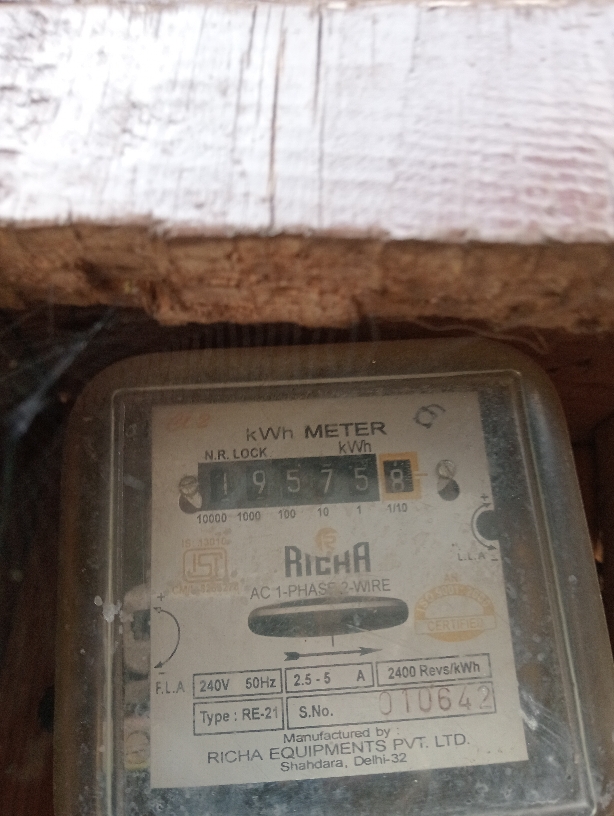 kWh METER
N.R. LOCK kWh
1 9 5 7 5 8
10000 1000 100 10 1 1/10
ISI
RICHA
AC 1-PHASE 2-WIRE
L.L.A
AN
CERTIFIED
F.L.A
240V 50Hz 2.5 - 5 A 2400 Revs/kWh
Type : RE-21 S.No. 010642
Manufactured by :
RICHA EQUIPMENTS PVT. LTD.
Shahdara, Delhi-32